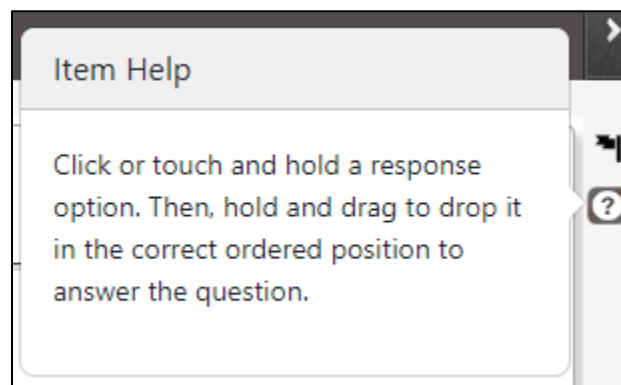 Item Help
Click or touch and hold a response
option. Then, hold and drag to drop it
in the correct ordered position to
answer the question.
?